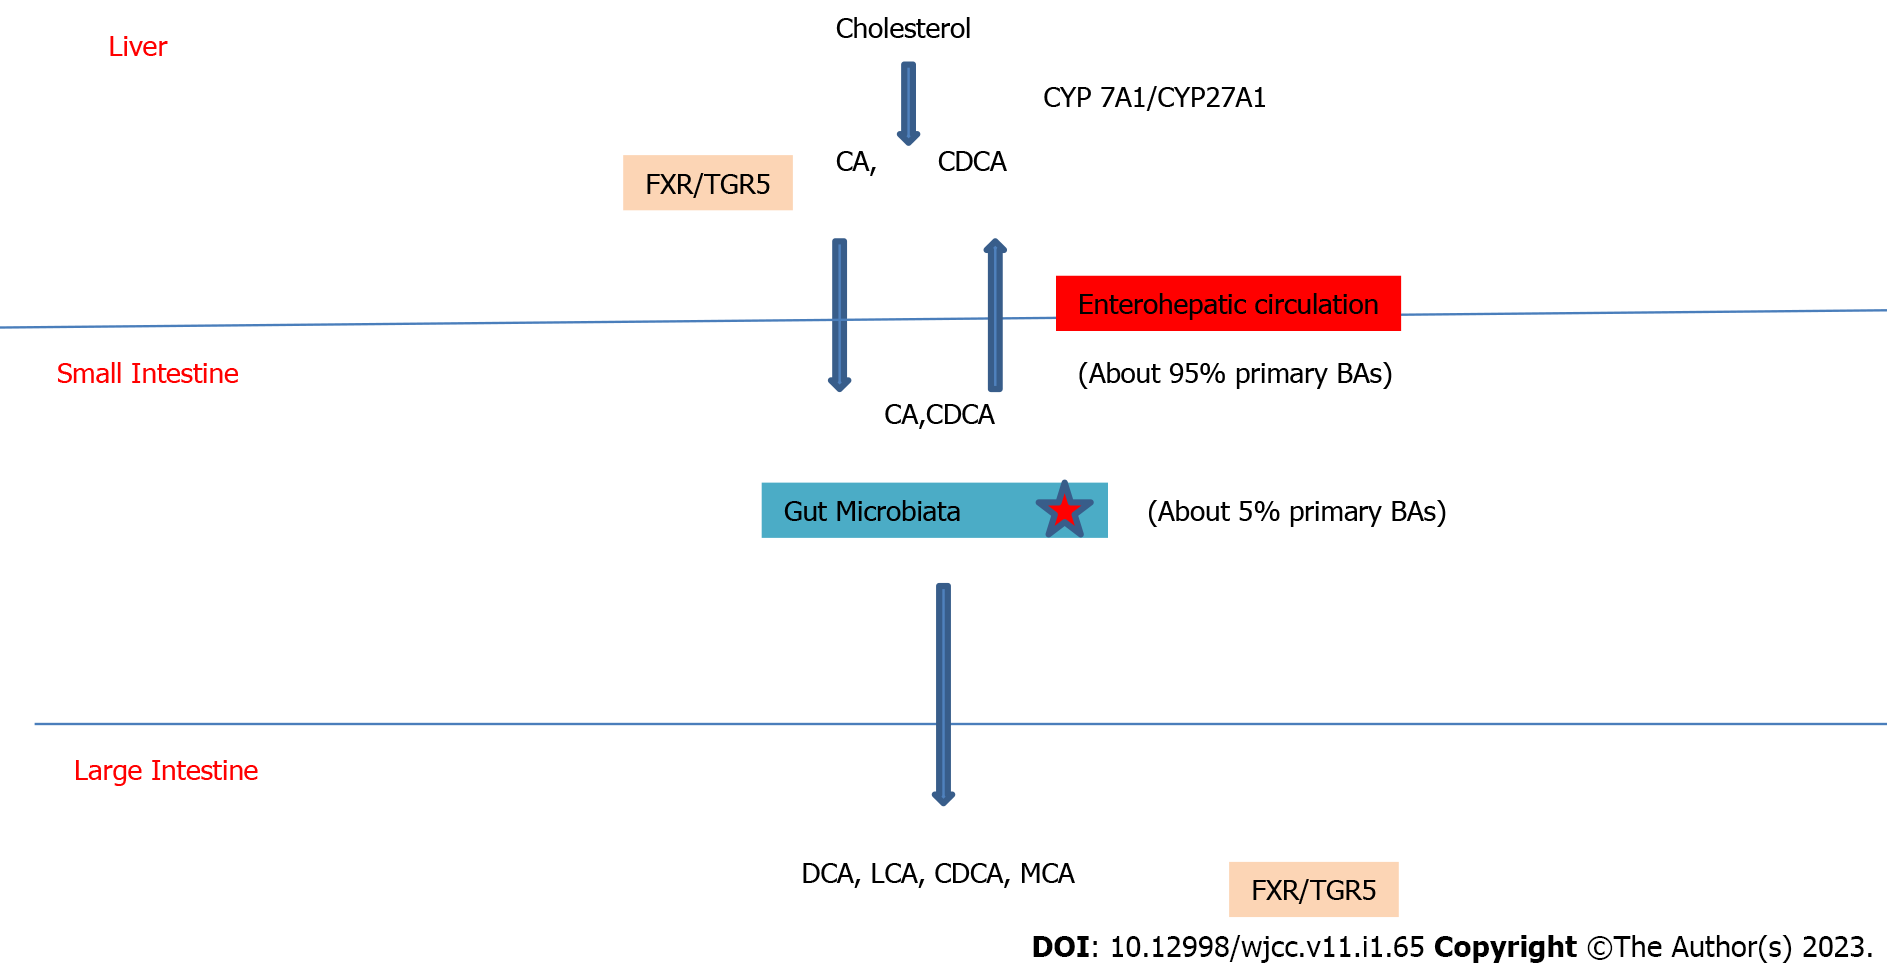 Liver
Cholesterol
CYP 7A1/CYP27A1
CA, CDCA
FXR/TGR5
Enterohepatic circulation
Small Intestine
(About 95% primary BAs)
CA,CDCA
Gut Microbiata
(About 5% primary BAs)
Large Intestine
DCA, LCA, CDCA, MCA
FXR/TGR5
DOI: 10.12998/wjcc.v11.i1.65 Copyright ©The Author(s) 2023.